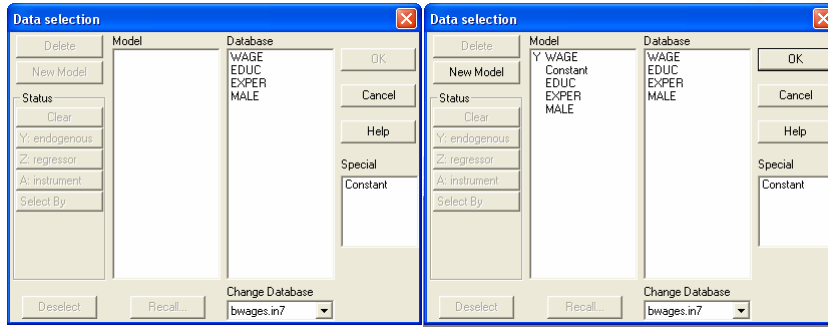 Data selection
Delete
New Model
Status
Clear
Y: endogenous
Z: regressor
A: instrument
Select By
Deselect
Model
Recall...
Database
WAGE
EDUC
EXPER
MALE
Change Database
bwages.in7
OK
Cancel
Help
Special
Constant
Data selection
Delete
New Model
Status
Clear
Y: endogenous
Z: regressor
A: instrument
Select By
Deselect
Model
Y WAGE
Constant
EDUC
EXPER
MALE
Recall...
Database
WAGE
EDUC
EXPER
MALE
Change Database
bwages.in7
OK
Cancel
Help
Special
Constant